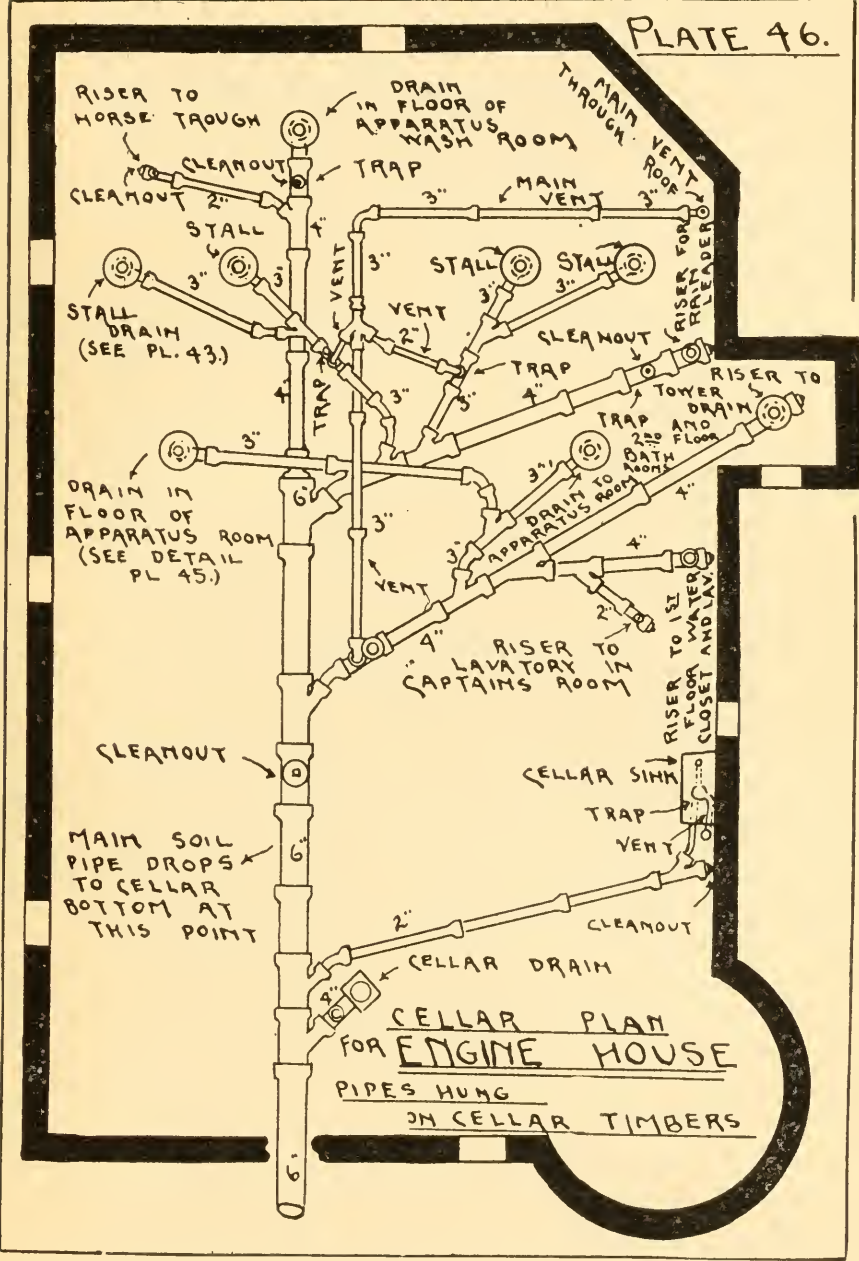 PLATE 46.
MAIN VENT
THROUGH ROOF
RISER TO
HORSE TROUGH
CLEANOUT
DRAIN
IN FLOOR OF
APPARATUS
WASH ROOM
CLEANOUT
TRAP
2"
4"
3"
MAIN
VENT
3"
RISER FOR
RAIN
LEADER
STALL
3"
3"
STALL
DRAIN
(SEE PL. 43.)
VENT
3"
VENT
2"
STALL
STALL
3"
3"
CLEANOUT
TRAP
4"
TRAP
3"
3"
4"
RISER TO
TOWER
DRAIN
AND
2ND FLOOR
BATH
ROOMS
TRAP
3"
3"
DRAIN TO
APPARATUS ROOM
4"
DRAIN IN
FLOOR OF
APPARATUS ROOM
(SEE DETAIL
PL 45.)
6"
3"
VENT
3"
4"
4"
2"
RISER TO
LAVATORY IN
CAPTAINS ROOM
RISER TO 1ST
FLOOR WATER
CLOSET AND LAV.
CLEANOUT
CELLAR SINK
TRAP
VENT
MAIN SOIL
PIPE DROPS
TO CELLAR
BOTTOM AT
THIS POINT
6"
2"
CLEANOUT
CELLAR DRAIN
4"
CELLAR PLAN
FOR ENGINE HOUSE
PIPES HUNG
ON CELLAR TIMBERS
6"